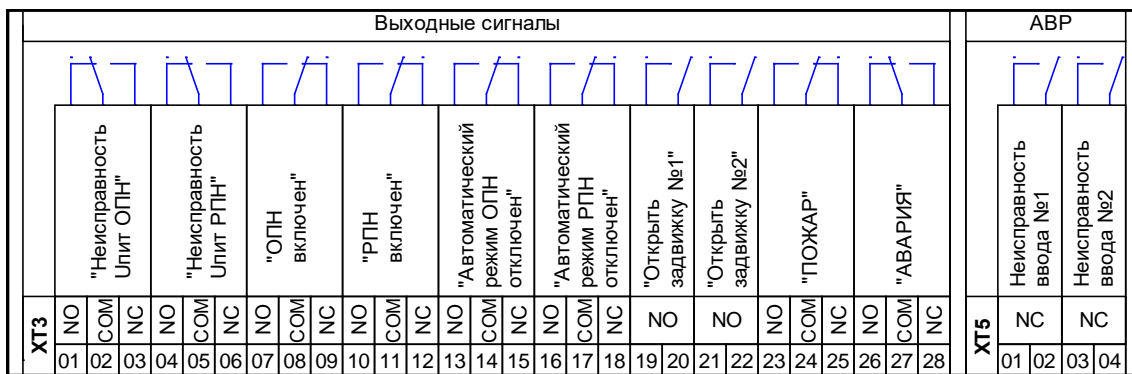 Выходные сигналы
АВР
"Неисправность
Uпит ОПН"
"Неисправность
Uпит РПН"
"ОПН
включен"
"РПН
включен"
"Автоматический
режим ОПН
отключен"
"Автоматический
режим РПН
отключен"
"Открыть
задвижку №1"
"Открыть
задвижку №2"
"ПОЖАР"
"АВАРИЯ"
Неисправность
ввода №1
Неисправность
ввода №2
XT3
NO COM NC NO COM NC NO COM NC NO COM NC NO COM NC NO COM NC NO NO NO COM NC NO COM NC
01 02 03 04 05 06 07 08 09 10 11 12 13 14 15 16 17 18 19 20 21 22 23 24 25 26 27 28
XT5
NC NC
01 02 03 04